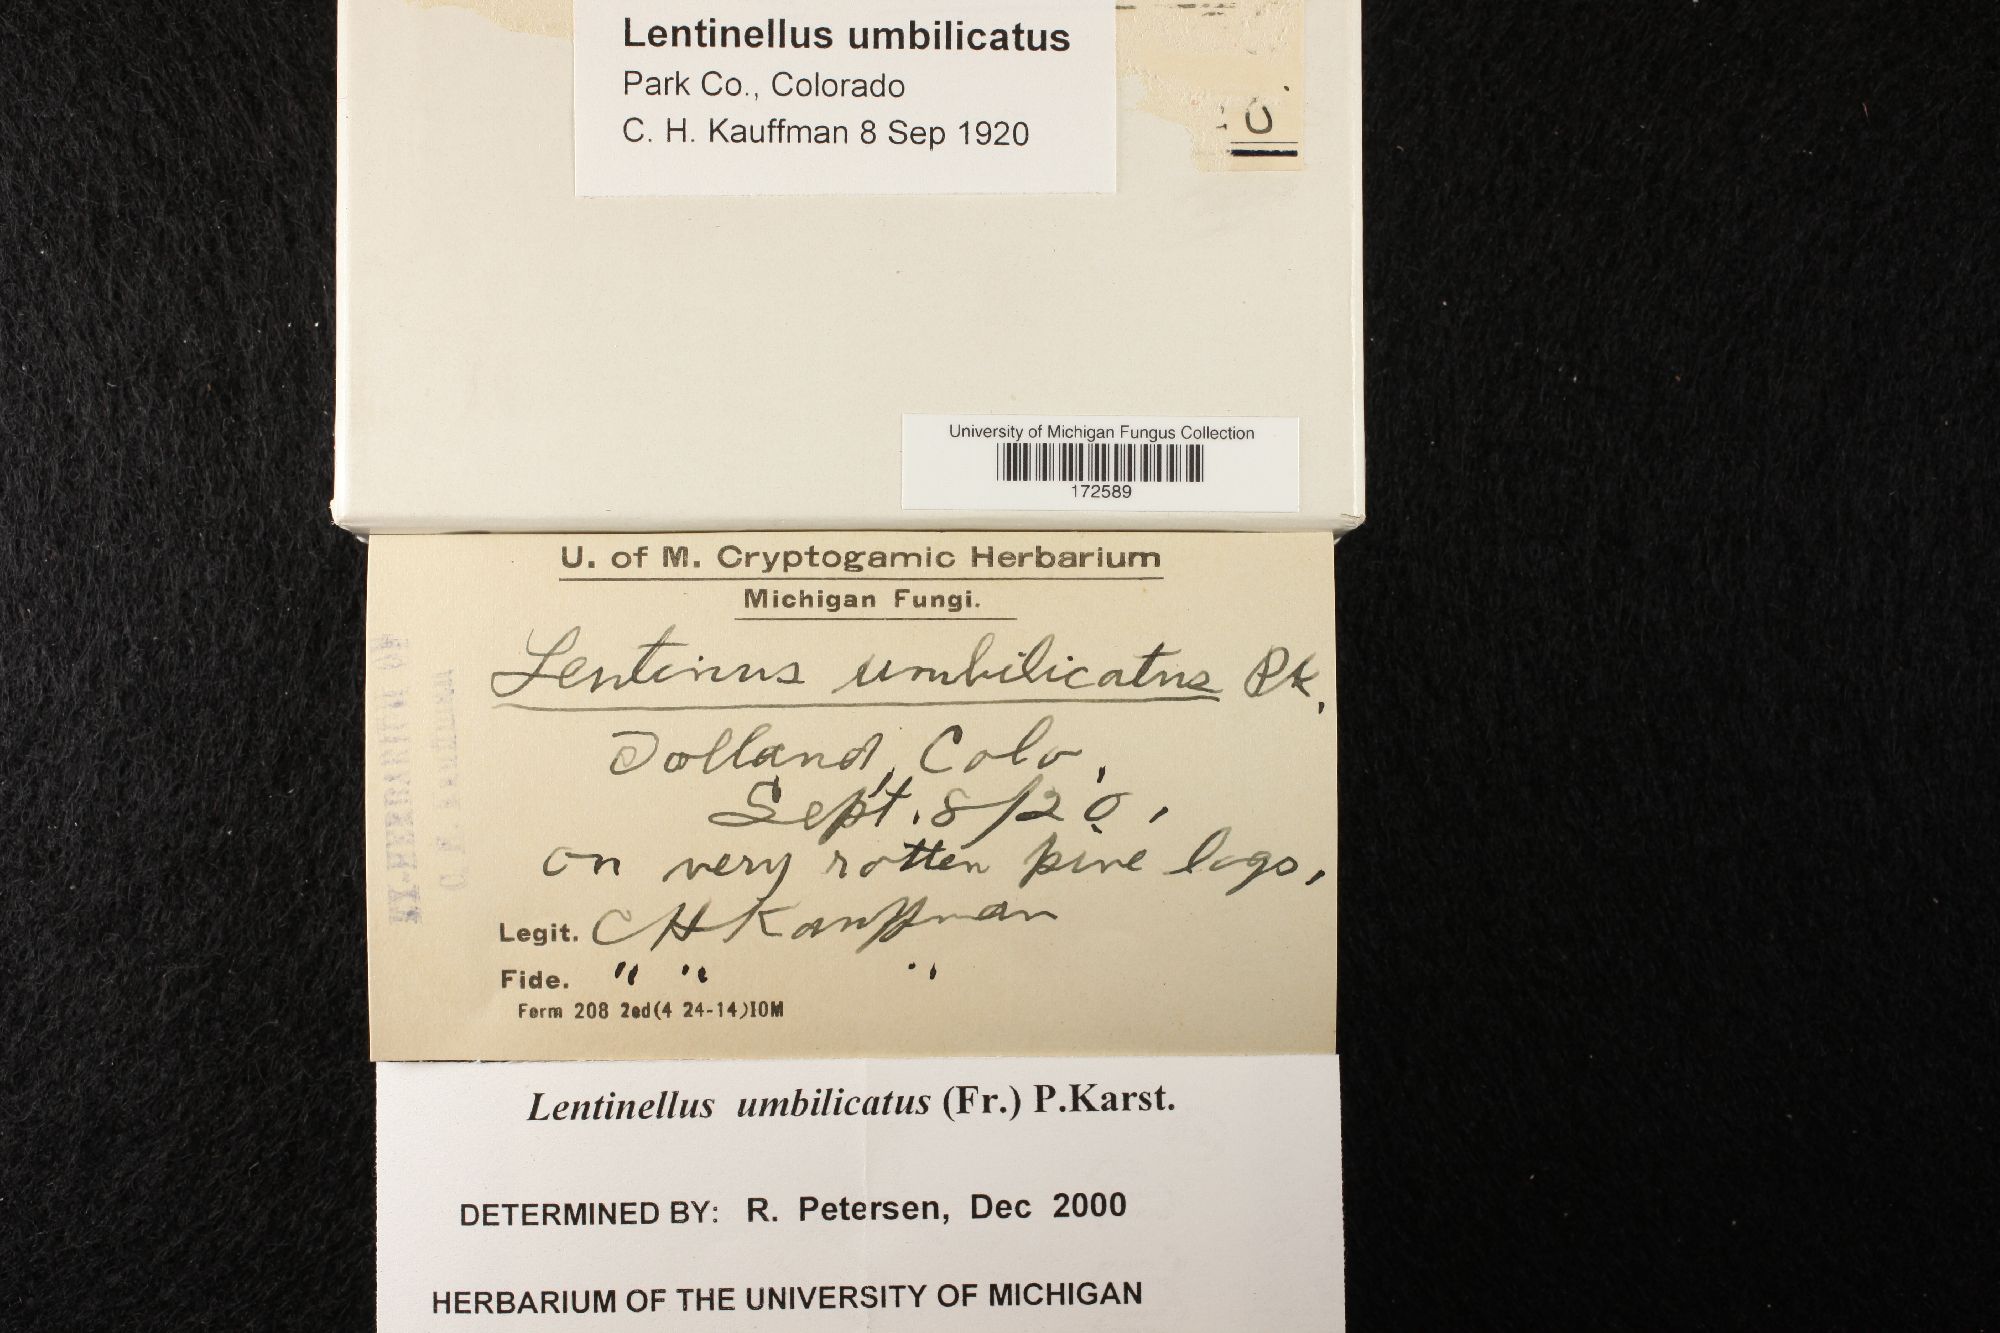 Lentinellus umbilicatus
Park Co., Colorado
C. H. Kauffman 8 Sep 1920
University of Michigan Fungus Collection
172589
U. of M. Cryptogamic Herbarium
Michigan Fungi.
Lentinus umbilicatus Pk.
Tolland, Colo.
Sept. 8/20.
on very rotten pine logs.
Legit. C H Kauffman
Fide. " " "
Form 208 2ed(4 24-14)10M
HERBARIUM OF
Lentinellus umbilicatus (Fr.) P.Karst.
DETERMINED BY: R. Petersen, Dec 2000
HERBARIUM OF THE UNIVERSITY OF MICHIGAN